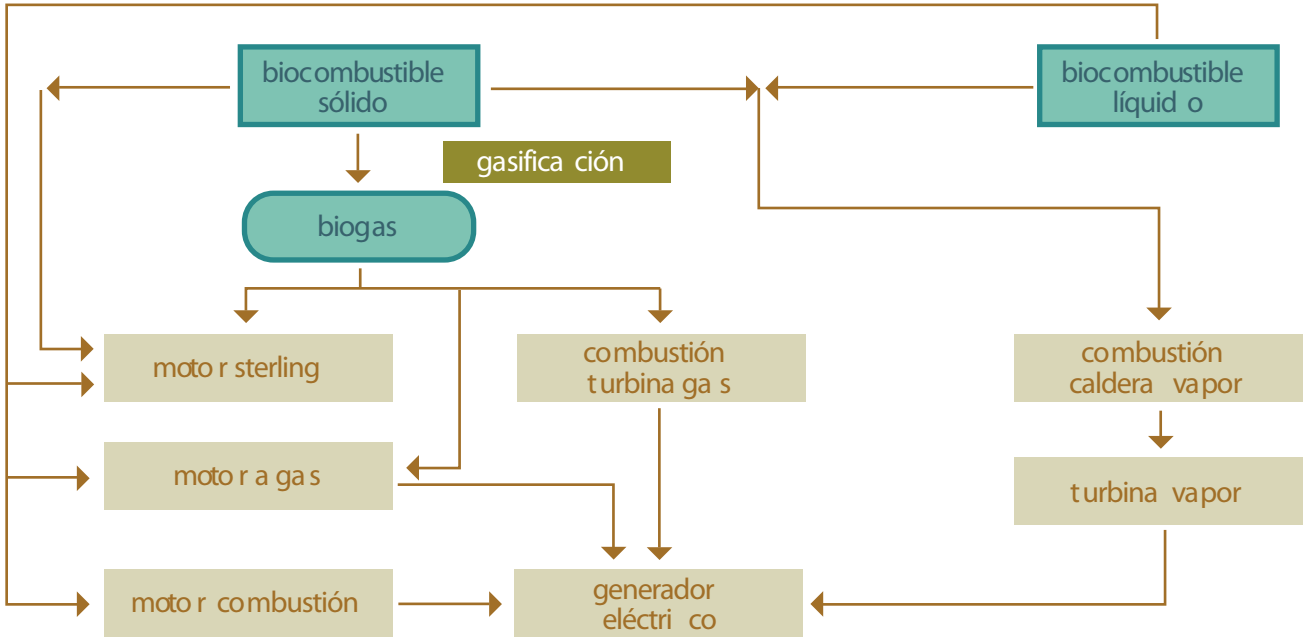 biocombustible
sólido
biocombustible
líquido
gasificación
biogas
motor sterling
combustión
turbina gas
combustión
caldera vapor
motor a gas
turbina vapor
motor combustión
generador
eléctrico